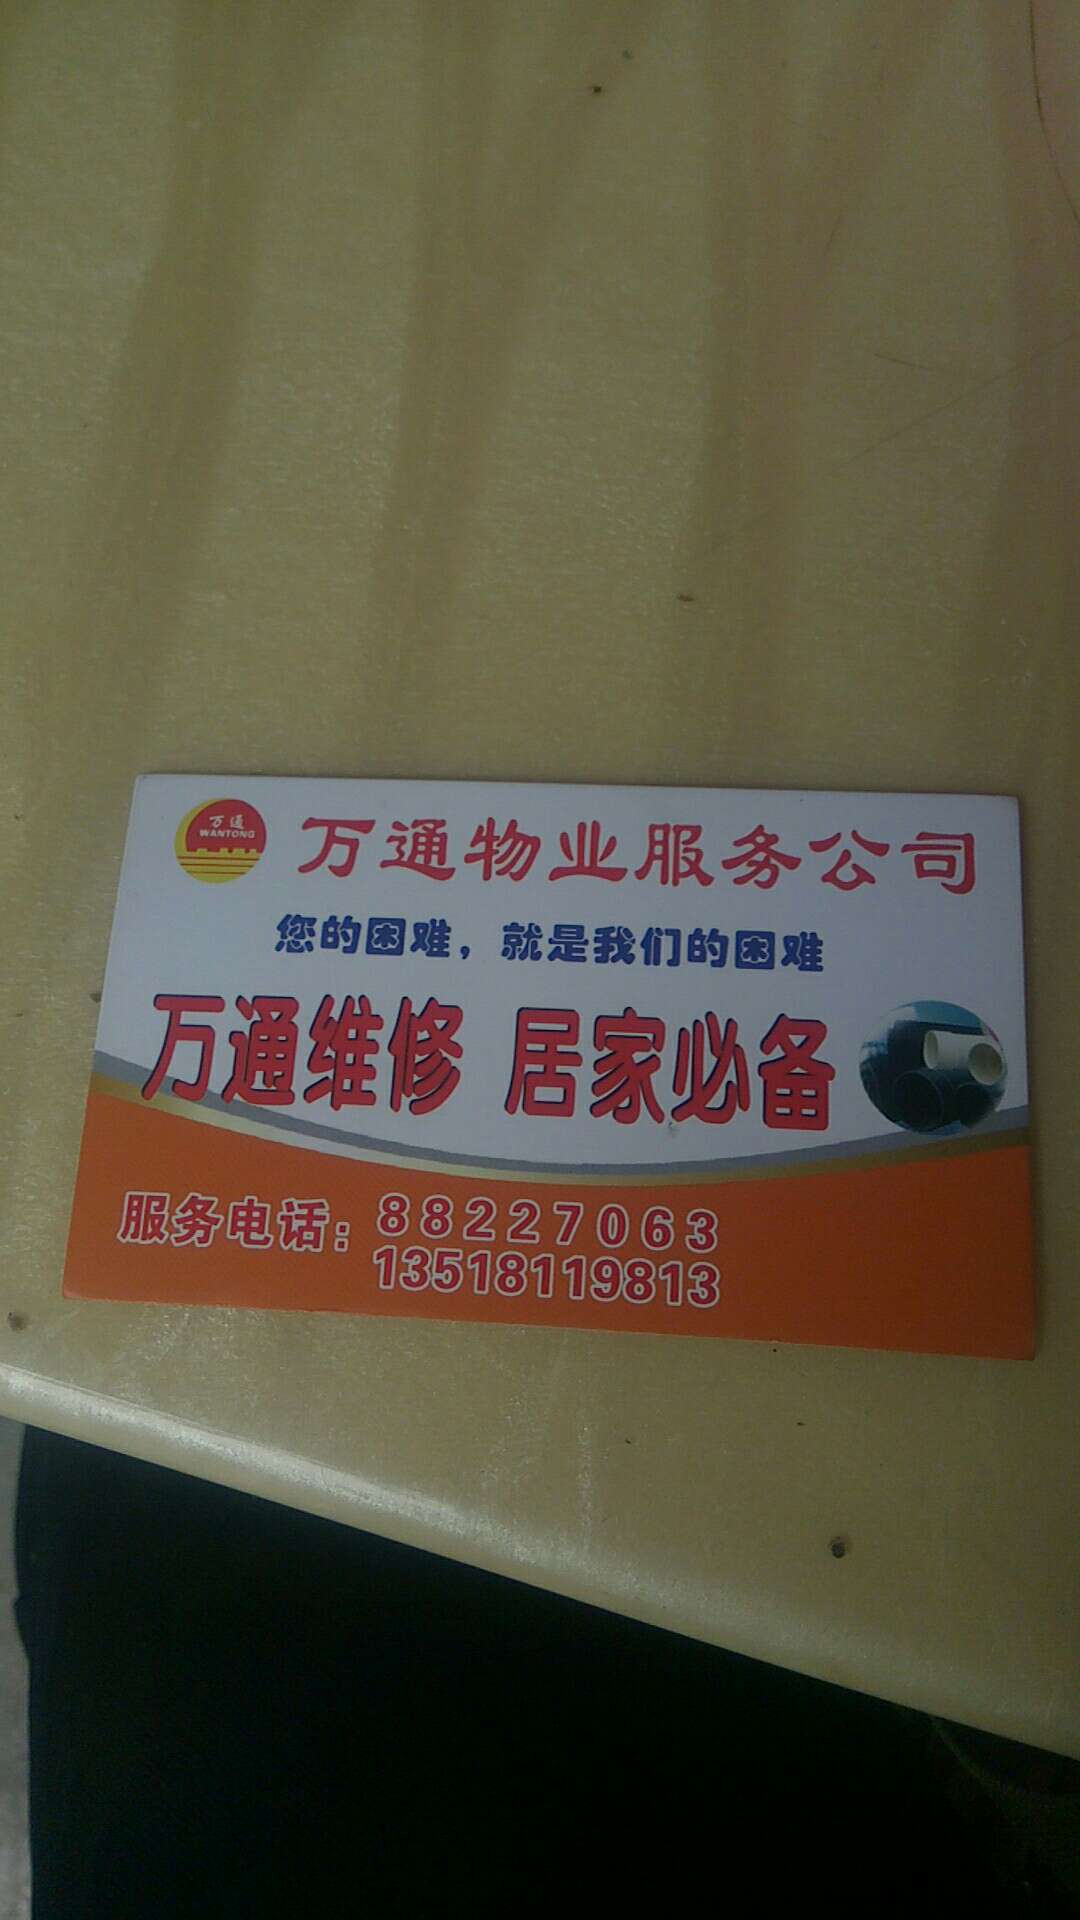 万通
WANTONG
万通物业服务公司
您的困难，就是我们的困难
万通维修 居家必备
服务电话：88227063
13518119813